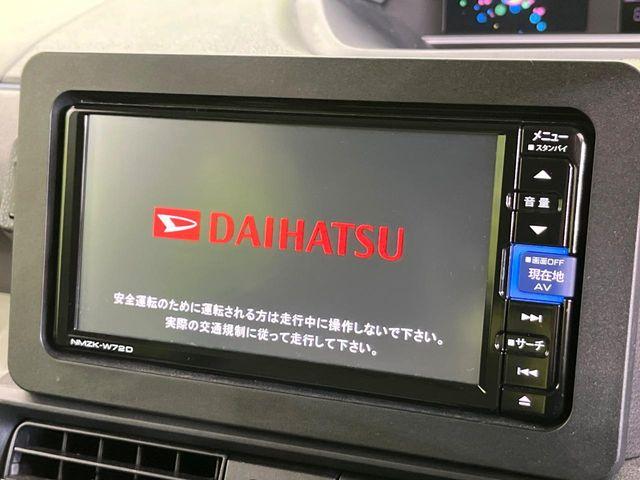 DAIHATSU
安全運転のために運転される方は走行中に操作しないで下さい。
実際の交通規制に従って走行して下さい。
NMZK-W72D
メニュー
■スタンバイ
▲
音量
▼
■画面OFF
現在地
AV
▶▶|
■サーチ
|◀◀
⏏